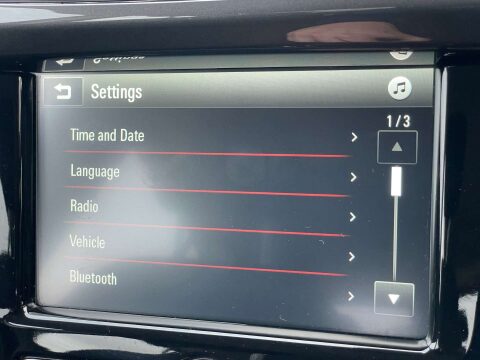 Settings
1/3
Time and Date
Language
Radio
Vehicle
Bluetooth